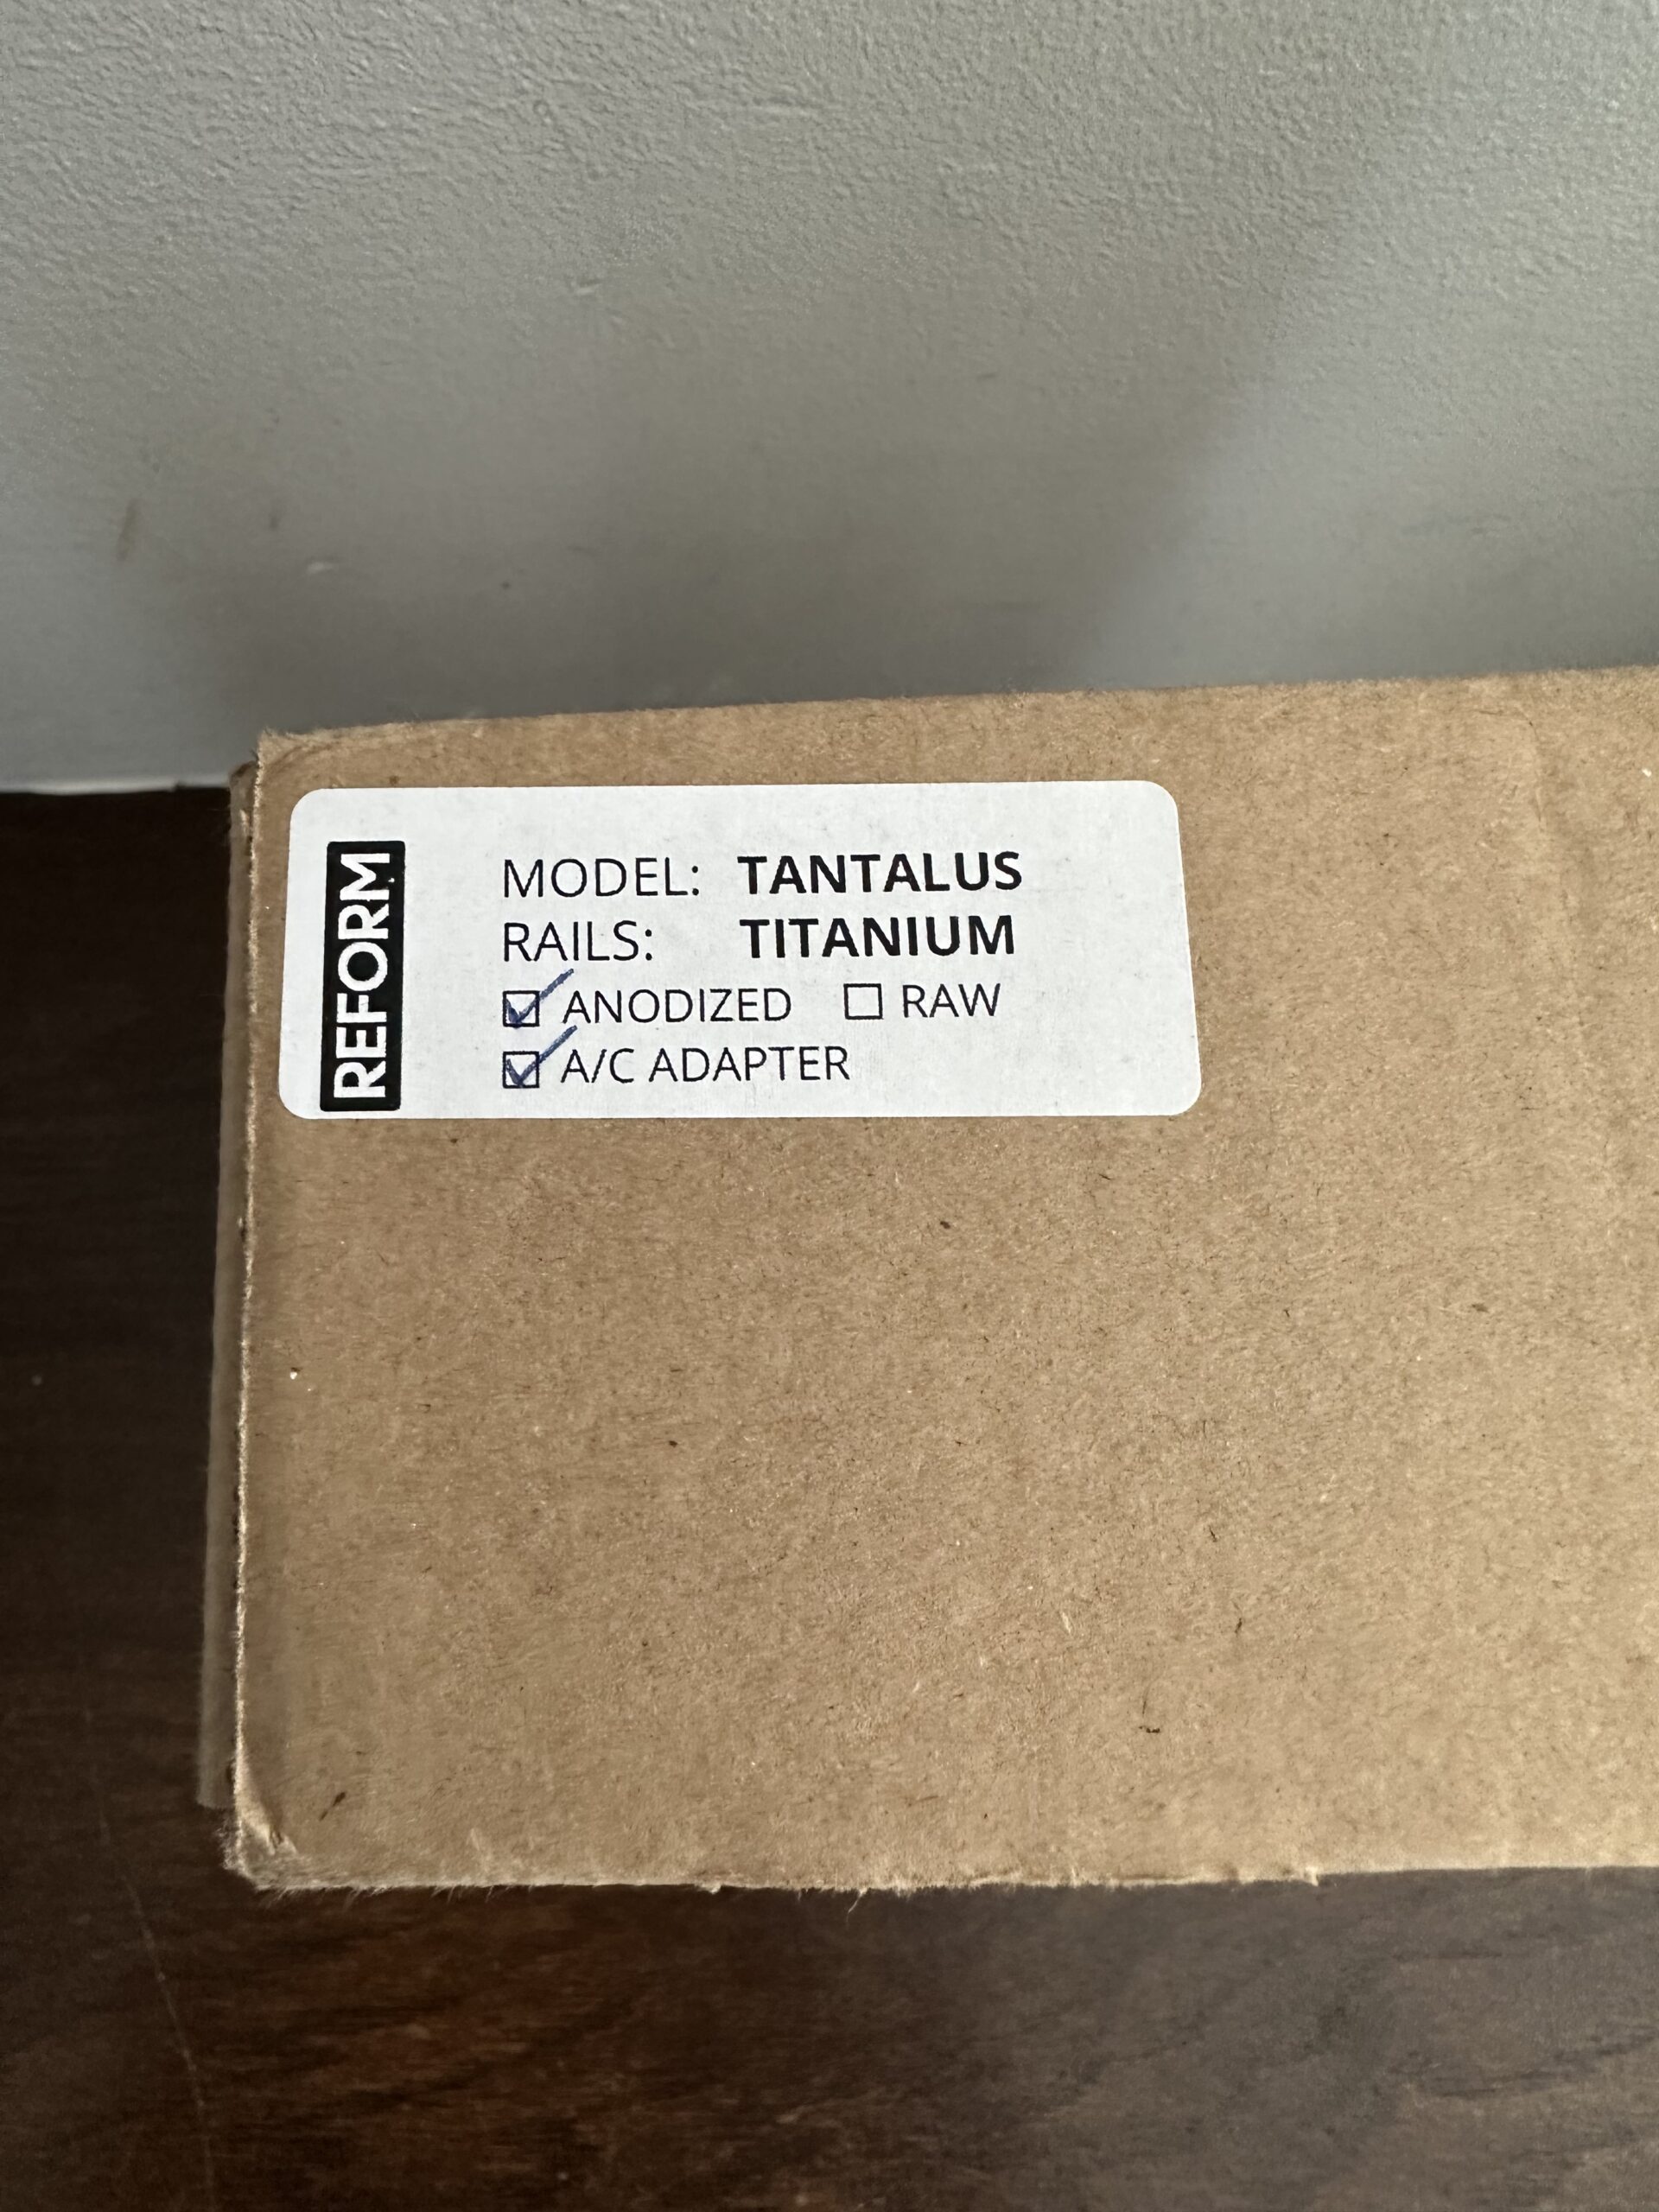 REFORM
MODEL: TANTALUS
RAILS: TITANIUM
☑ ANODIZED ☐ RAW
☑ A/C ADAPTER